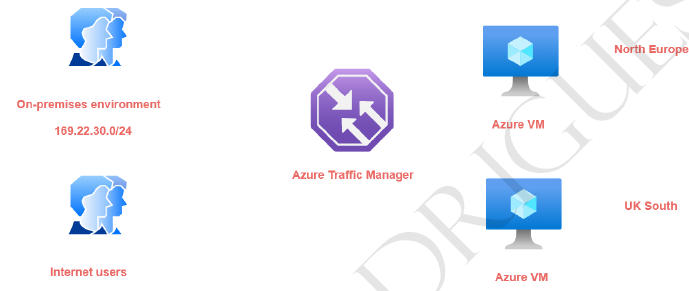 On-premises environment
169.22.30.0/24
Internet users
Azure Traffic Manager
Azure VM
North Europe
Azure VM
UK South
DRIGUES